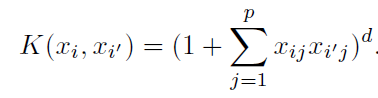 K(x_i, x_{i'}) = (1 + \sum_{j=1}^{p} x_{ij} x_{i'j})^d.